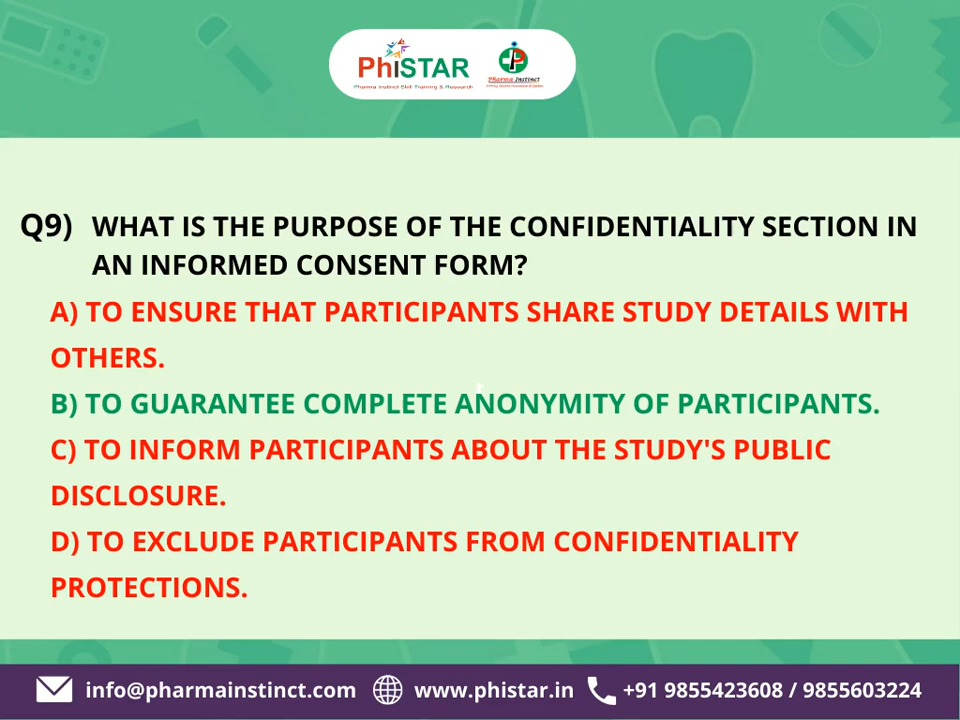 PhiSTAR
Pharma Instinct Skill Training & Research
Pharma Instinct
Q9) WHAT IS THE PURPOSE OF THE CONFIDENTIALITY SECTION IN
AN INFORMED CONSENT FORM?
A) TO ENSURE THAT PARTICIPANTS SHARE STUDY DETAILS WITH
OTHERS.
B) TO GUARANTEE COMPLETE ANONYMITY OF PARTICIPANTS.
C) TO INFORM PARTICIPANTS ABOUT THE STUDY'S PUBLIC
DISCLOSURE.
D) TO EXCLUDE PARTICIPANTS FROM CONFIDENTIALITY
PROTECTIONS.
info@pharmainstinct.com www.phistar.in +91 9855423608 / 9855603224